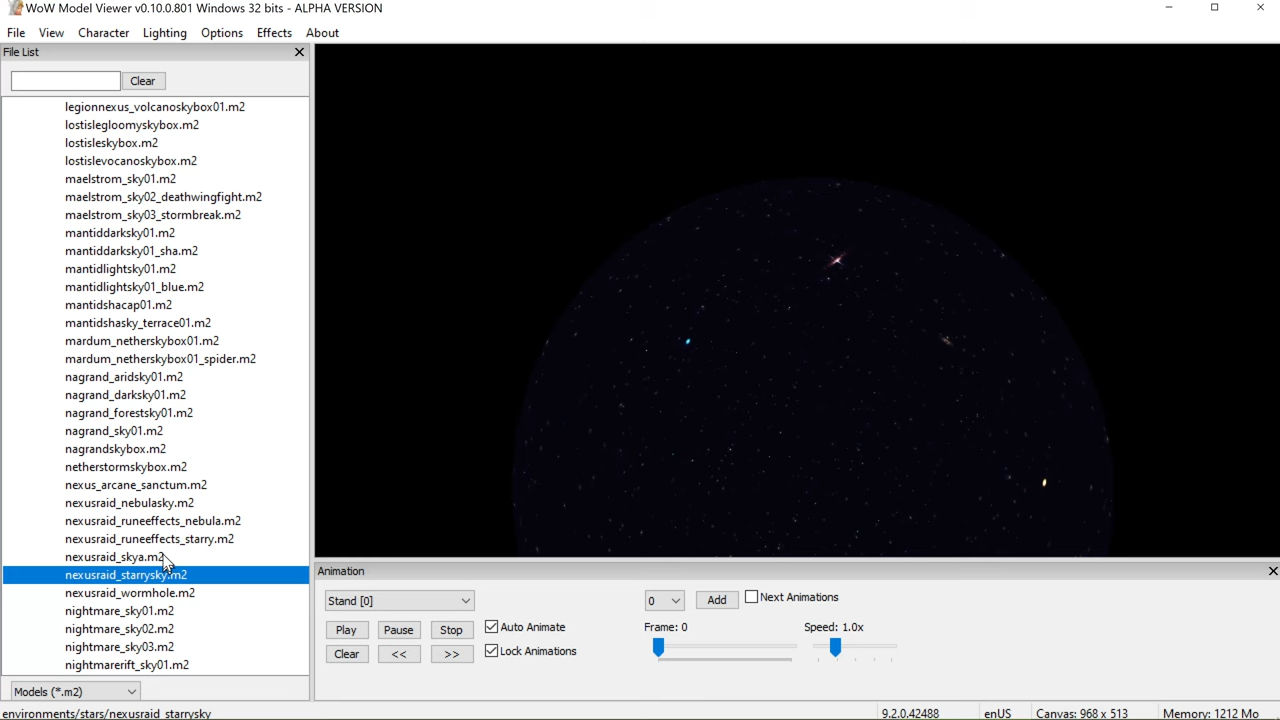 WoW Model Viewer v0.10.0.801 Windows 32 bits - ALPHA VERSION
File View Character Lighting Options Effects About
File List
Clear
legionnexus_volcanoskybox01.m2
lostislegloomyskybox.m2
lostisleskybox.m2
lostislevocanoskybox.m2
maelstrom_sky01.m2
maelstrom_sky02_deathwingfight.m2
maelstrom_sky03_stormbreak.m2
mantiddarksky01.m2
mantiddarksky01_sha.m2
mantidlightsky01.m2
mantidlightsky01_blue.m2
mantidshacap01.m2
mantidshasky_terrace01.m2
mardum_netherskybox01.m2
mardum_netherskybox01_spider.m2
nagrand_aridsky01.m2
nagrand_darksky01.m2
nagrand_forestsky01.m2
nagrand_sky01.m2
nagrandskybox.m2
netherstormskybox.m2
nexus_arcane_sanctum.m2
nexusraid_nebulasky.m2
nexusraid_runeeffects_nebula.m2
nexusraid_runeeffects_starry.m2
nexusraid_skya.m2
nexusraid_starrysky.m2
nexusraid_wormhole.m2
nightmare_sky01.m2
nightmare_sky02.m2
nightmare_sky03.m2
nightmarerift_sky01.m2
Models (*.m2)
Animation
Stand [0]
0
Add
Next Animations
Play
Pause
Stop
Auto Animate
Frame: 0
Speed: 1.0x
Clear
<<
>>
Lock Animations
environments/stars/nexusraid_starrysky
9.2.0.42488
enUS
Canvas: 968 x 513
Memory: 1212 Mo